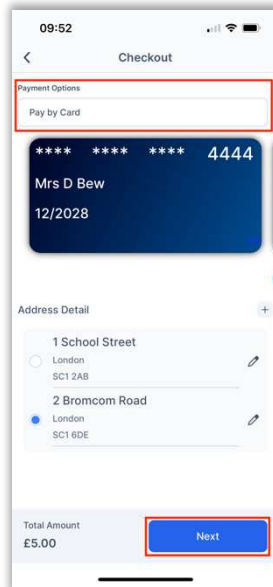 09:52
Checkout
Payment Options
Pay by Card
**** **** **** 4444
Mrs D Bew
12/2028
Address Detail
+
1 School Street
London
SC1 2AB
2 Bromcom Road
London
SC1 6DE
Total Amount
£5.00
Next